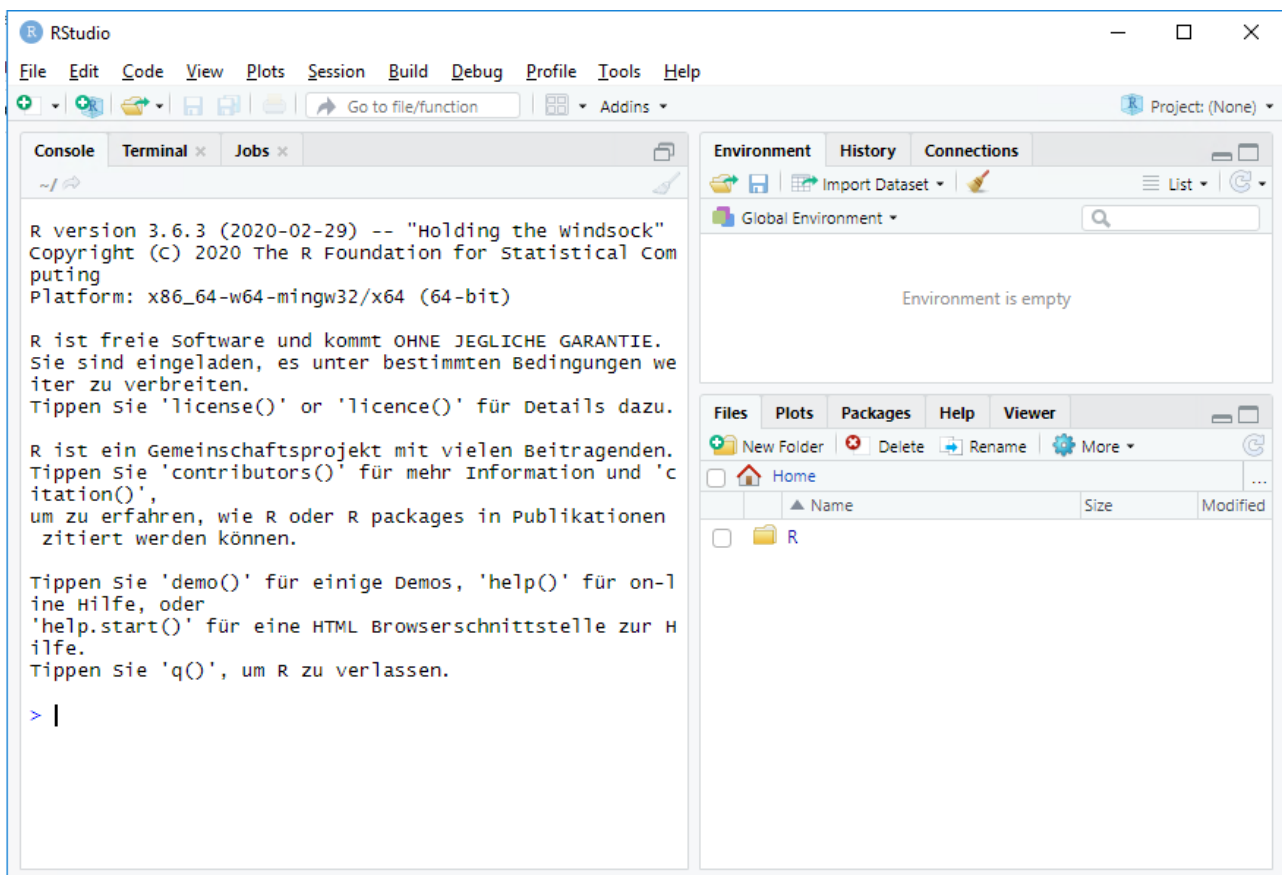 RStudio
File Edit Code View Plots Session Build Debug Profile Tools Help
Go to file/function Addins Project: (None)
Console Terminal Jobs
~/
R version 3.6.3 (2020-02-29) -- "Holding the Windsock"
Copyright (C) 2020 The R Foundation for Statistical Com
puting
Platform: x86_64-w64-mingw32/x64 (64-bit)
R ist freie Software und kommt OHNE JEGLICHE GARANTIE.
Sie sind eingeladen, es unter bestimmten Bedingungen we
iter zu verbreiten.
Tippen Sie 'license()' or 'licence()' für Details dazu.
R ist ein Gemeinschaftsprojekt mit vielen Beitragenden.
Tippen Sie 'contributors()' für mehr Information und 'c
itation()',
um zu erfahren, wie R oder R packages in Publikationen
zitiert werden können.
Tippen Sie 'demo()' für einige Demos, 'help()' für on-l
ine Hilfe, oder
'help.start()' für eine HTML Browserschnittstelle zur H
ilfe.
Tippen Sie 'q()', um R zu verlassen.
>
Environment History Connections
Import Dataset List
Global Environment
Environment is empty
Files Plots Packages Help Viewer
New Folder Delete Rename More
Home ...
Name Size Modified
R